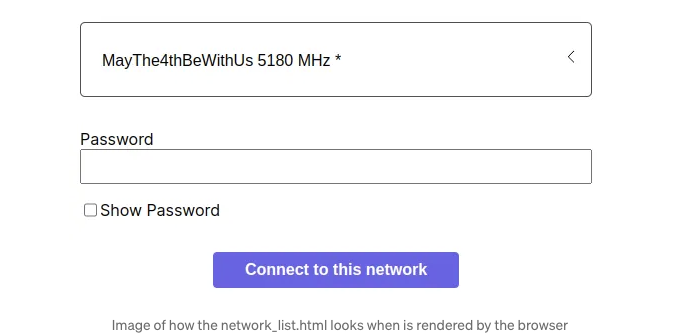 MayThe4thBeWithUs 5180 MHz *
Password
Show Password
Connect to this network
Image of how the network_list.html looks when is rendered by the browser